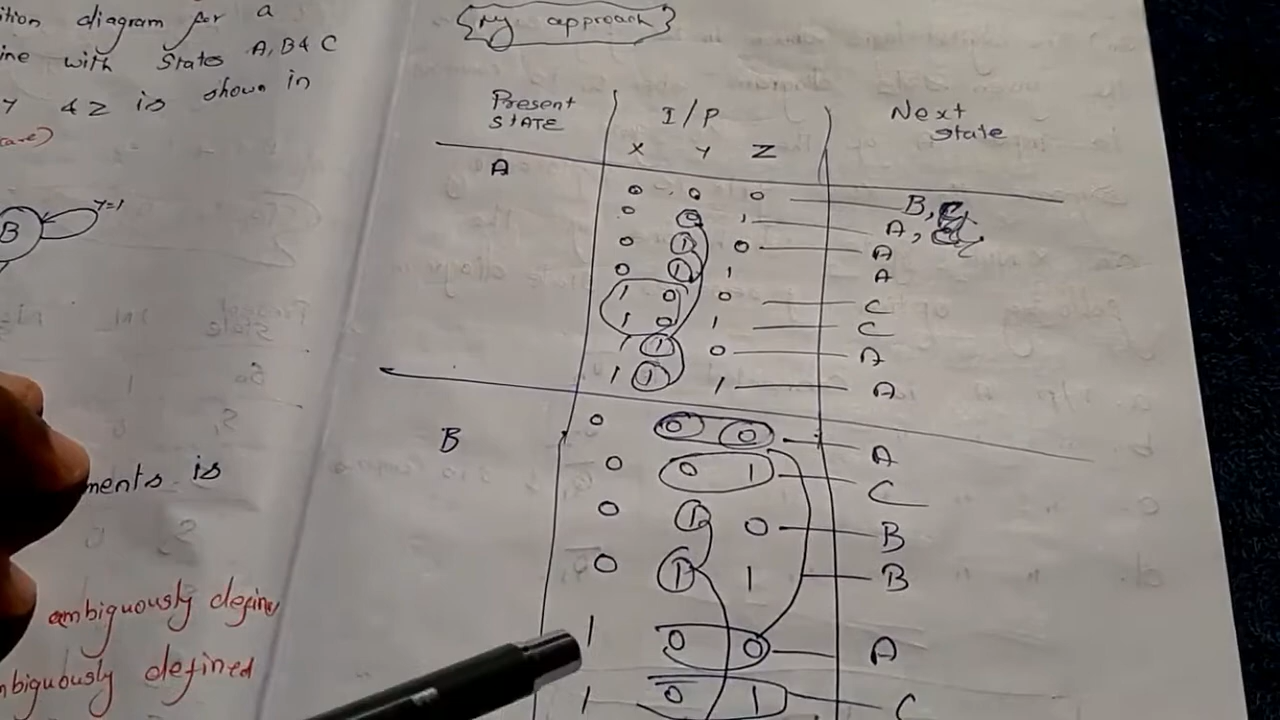 ition diagram for a
ine with States A, B & C
Y & Z is shown in
B
Y=1
ments is
ambiguously define
mbiguously defined
My approach
Present STATE I/P Next state
X Y Z
A
0 0 0 B,
0 0 1 A,
0 1 0 A
0 1 1 A
1 0 0 C
1 0 1 C
1 1 0 A
1 1 1 A
B
0 0 0 A
0 0 1 C
0 1 0 B
0 1 1 B
1 0 0 A
1 0 1 C